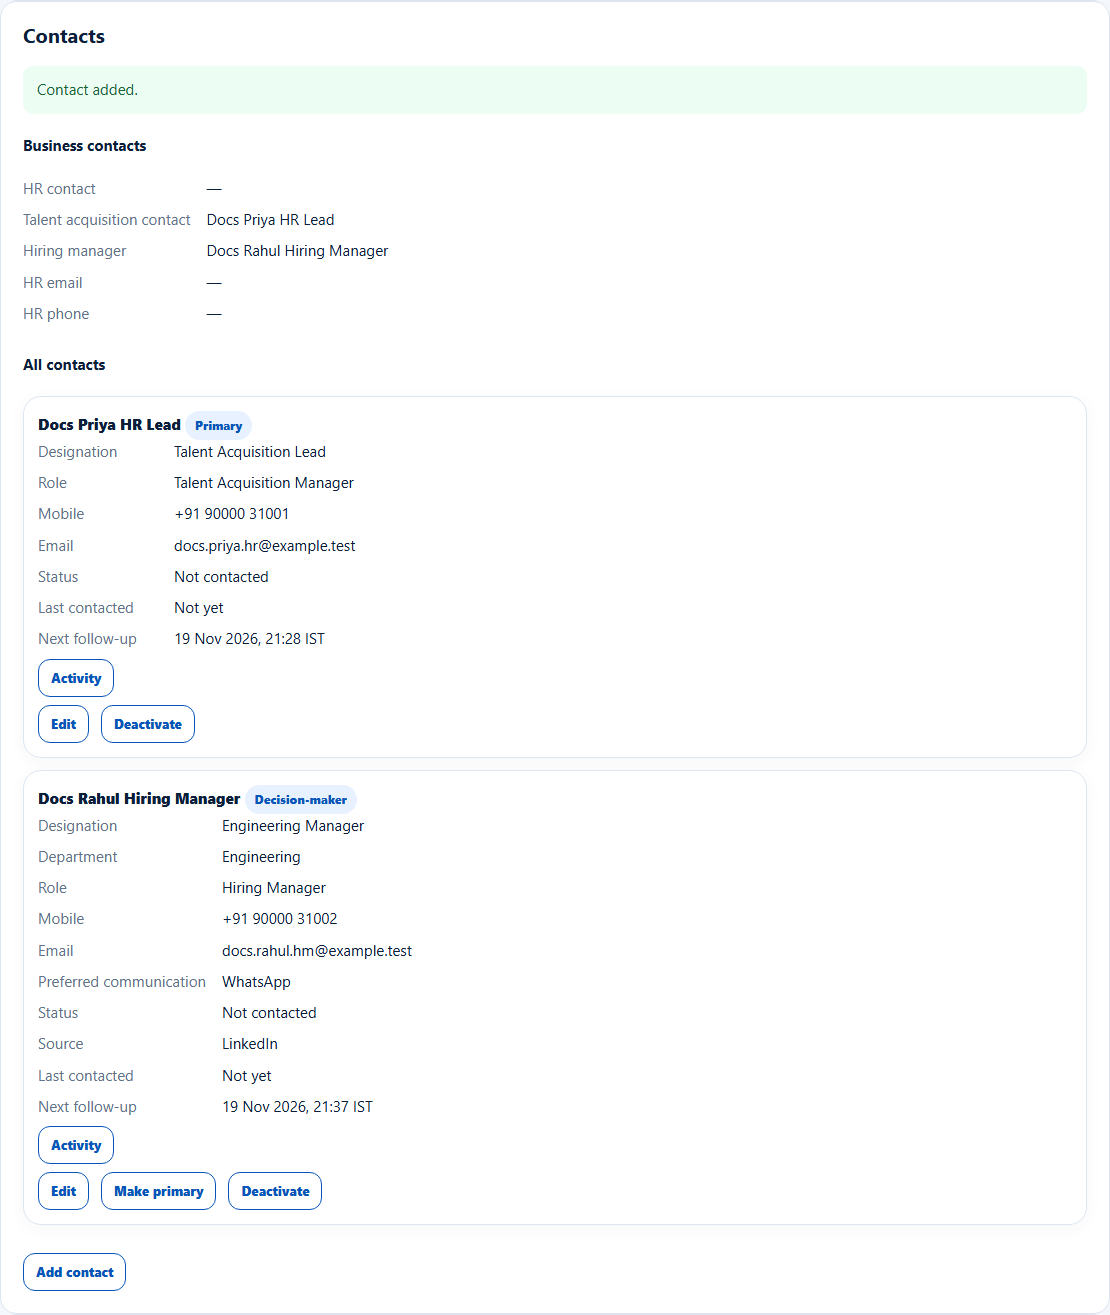 Contacts
Contact added.
Business contacts
HR contact —
Talent acquisition contact Docs Priya HR Lead
Hiring manager Docs Rahul Hiring Manager
HR email —
HR phone —
All contacts
Docs Priya HR Lead Primary
Designation Talent Acquisition Lead
Role Talent Acquisition Manager
Mobile +91 90000 31001
Email docs.priya.hr@example.test
Status Not contacted
Last contacted Not yet
Next follow-up 19 Nov 2026, 21:28 IST
Activity
Edit Deactivate
Docs Rahul Hiring Manager Decision-maker
Designation Engineering Manager
Department Engineering
Role Hiring Manager
Mobile +91 90000 31002
Email docs.rahul.hm@example.test
Preferred communication WhatsApp
Status Not contacted
Source LinkedIn
Last contacted Not yet
Next follow-up 19 Nov 2026, 21:37 IST
Activity
Edit Make primary Deactivate
Add contact